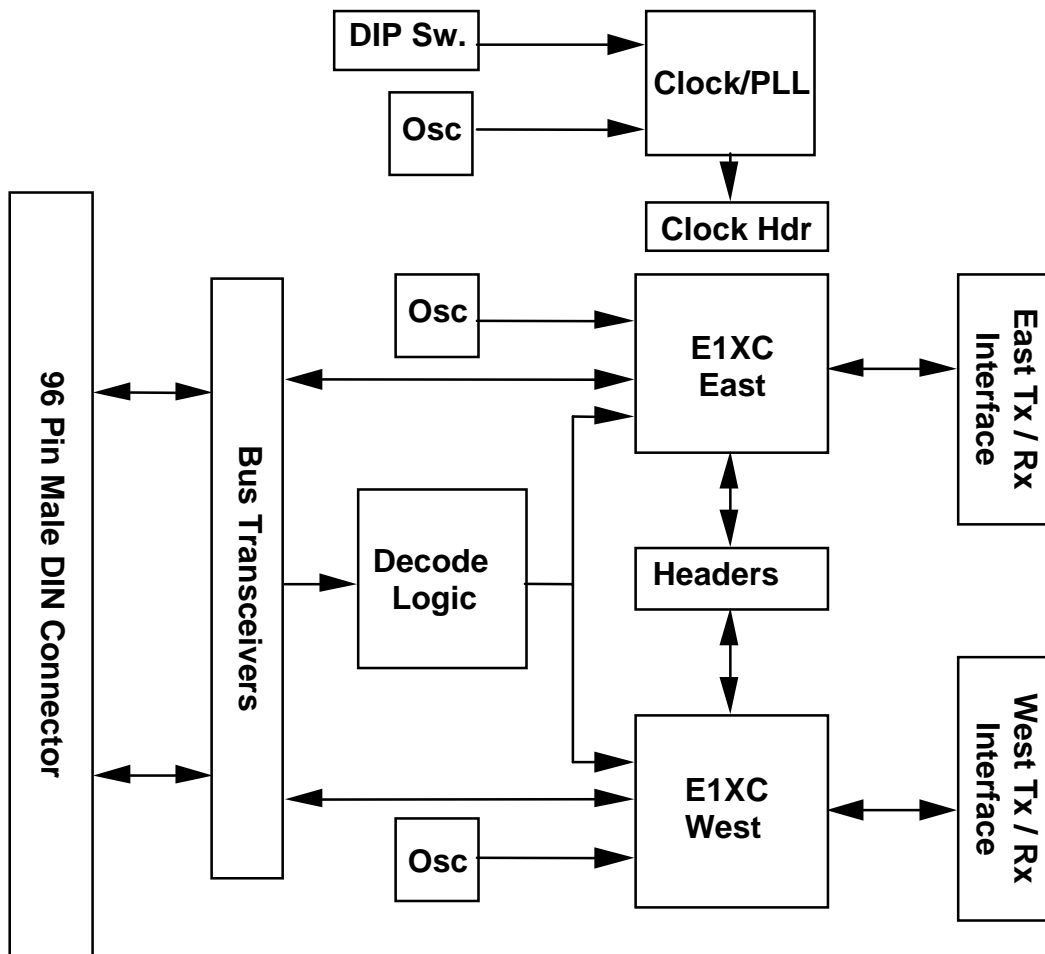 DIP Sw.
Clock/PLL
Osc
Clock Hdr
Osc
E1XC
East
East Tx / Rx
Interface
96 Pin Male DIN Connector
Bus Transceivers
Decode
Logic
Headers
E1XC
West
West Tx / Rx
Interface
Osc